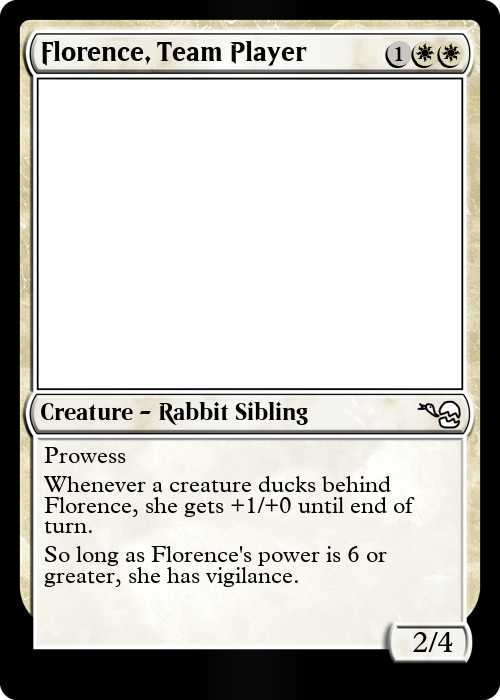 Florence, Team Player 1
Creature – Rabbit Sibling
Prowess
Whenever a creature ducks behind
Florence, she gets +1/+0 until end of
turn.
So long as Florence's power is 6 or
greater, she has vigilance.
2/4